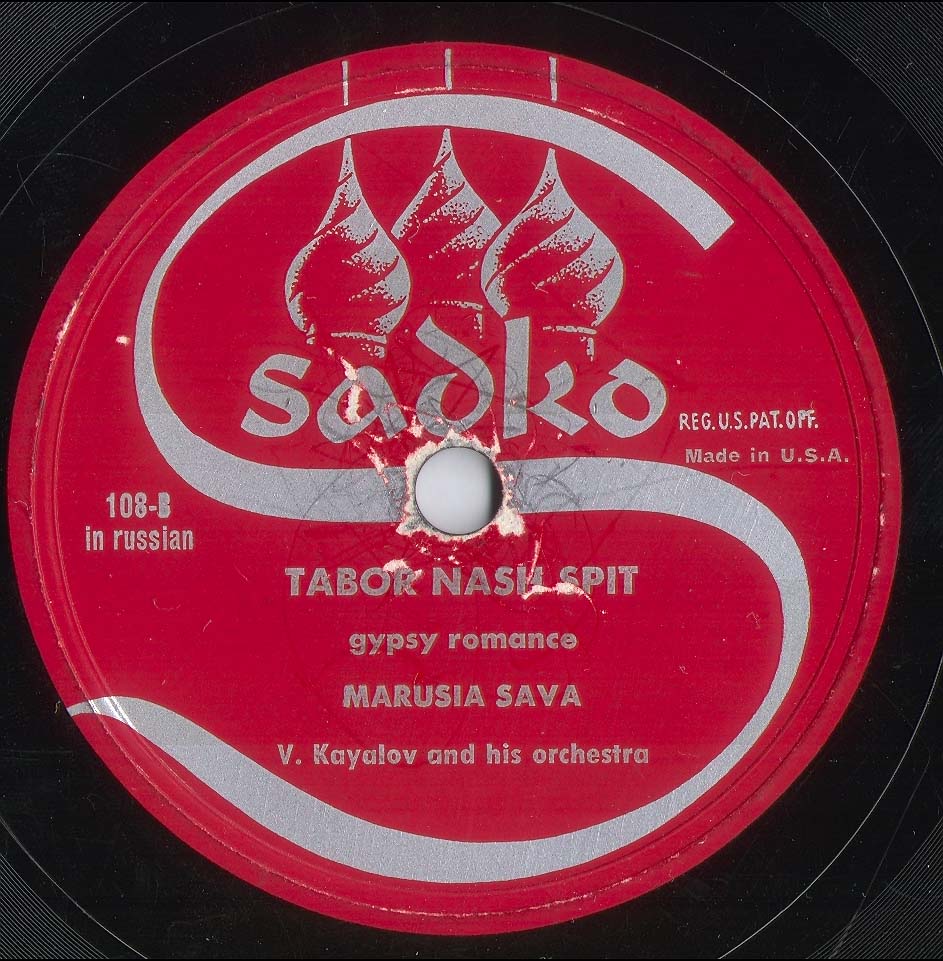 sadko
REG. U.S. PAT. OFF.
Made in U.S.A.
108-B
in russian
TABOR NASH SPIT
gypsy romance
MARUSIA SAVA
V. Kayalov and his orchestra